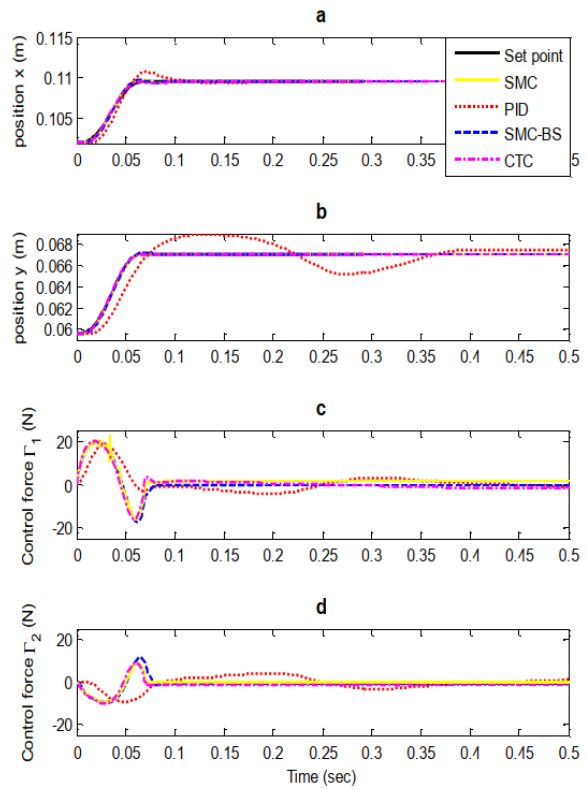 a
0.115
0.11
0.105
position x (m)
0 0.05 0.1 0.15 0.2 0.25 0.3 0.35 0.4 0.45 0.5
Set point
SMC
PID
SMC-BS
CTC
b
0.068
0.066
0.064
0.062
0.06
position y (m)
0 0.05 0.1 0.15 0.2 0.25 0.3 0.35 0.4 0.45 0.5
c
20
0
-20
Control force Γ1 (N)
0 0.05 0.1 0.15 0.2 0.25 0.3 0.35 0.4 0.45 0.5
d
20
0
-20
Control force Γ2 (N)
0 0.05 0.1 0.15 0.2 0.25 0.3 0.35 0.4 0.45 0.5
Time (sec)